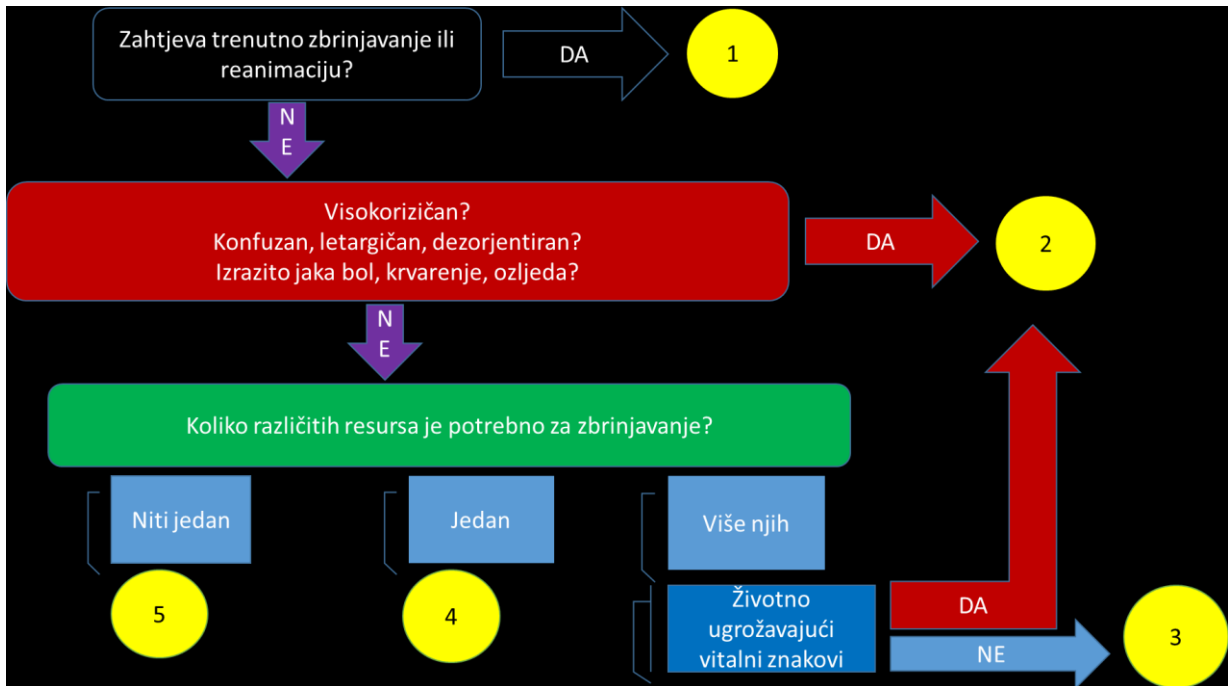 Zahtjeva trenutno zbrinjavanje ili
reanimaciju?
DA
1
N
E
Visokorizičan?
Konfuzan, letargičan, dezorjentiran?
Izrazito jaka bol, krvarenje, ozljeda?
DA
2
N
E
Koliko različitih resursa je potrebno za zbrinjavanje?
Niti jedan
Jedan
Više njih
5
4
Životno
ugrožavajući
vitalni znakovi
DA
NE
3